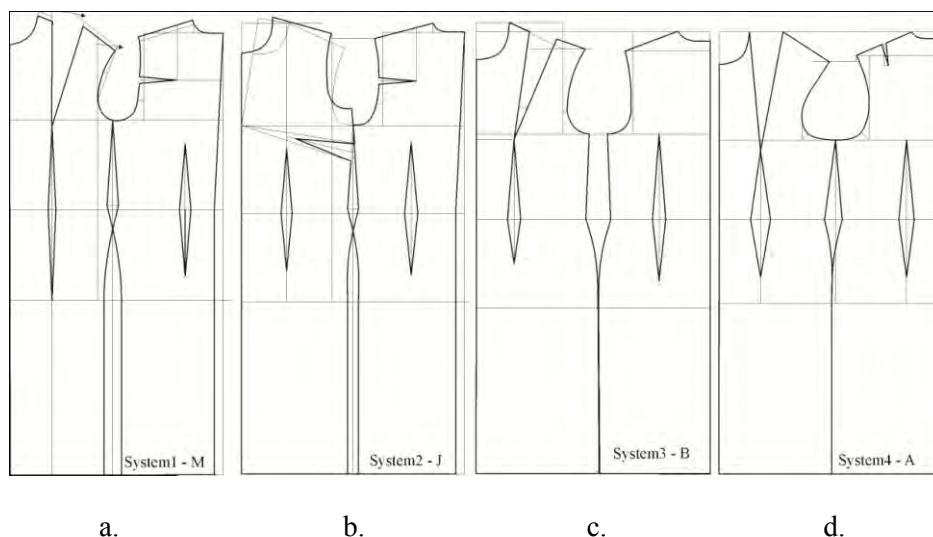 System1 - M
System2 - J
System3 - B
System4 - A
a.
b.
c.
d.